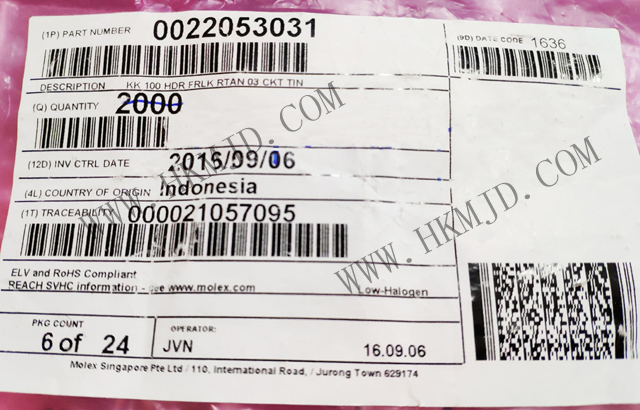 (1P) PART NUMBER 0022053031
(9D) DATE CODE 1636
DESCRIPTION KK 100 HDR FRLK RTAN 03 CKT TIN
(Q) QUANTITY 2000
(12D) INV CTRL DATE 2016/09/06
(4L) COUNTRY OF ORIGIN Indonesia
(1T) TRACEABILITY 000021057095
ELV and RoHS Compliant
REACH SVHC information - see www.molex.com Low-Halogen
PKG COUNT
6 of 24
OPERATOR:
JVN 16.09.06
Molex Singapore Pte Ltd / 110, International Road, / Jurong Town 629174
WWW.HKMJD.COM
WWW.HKMJD.COM